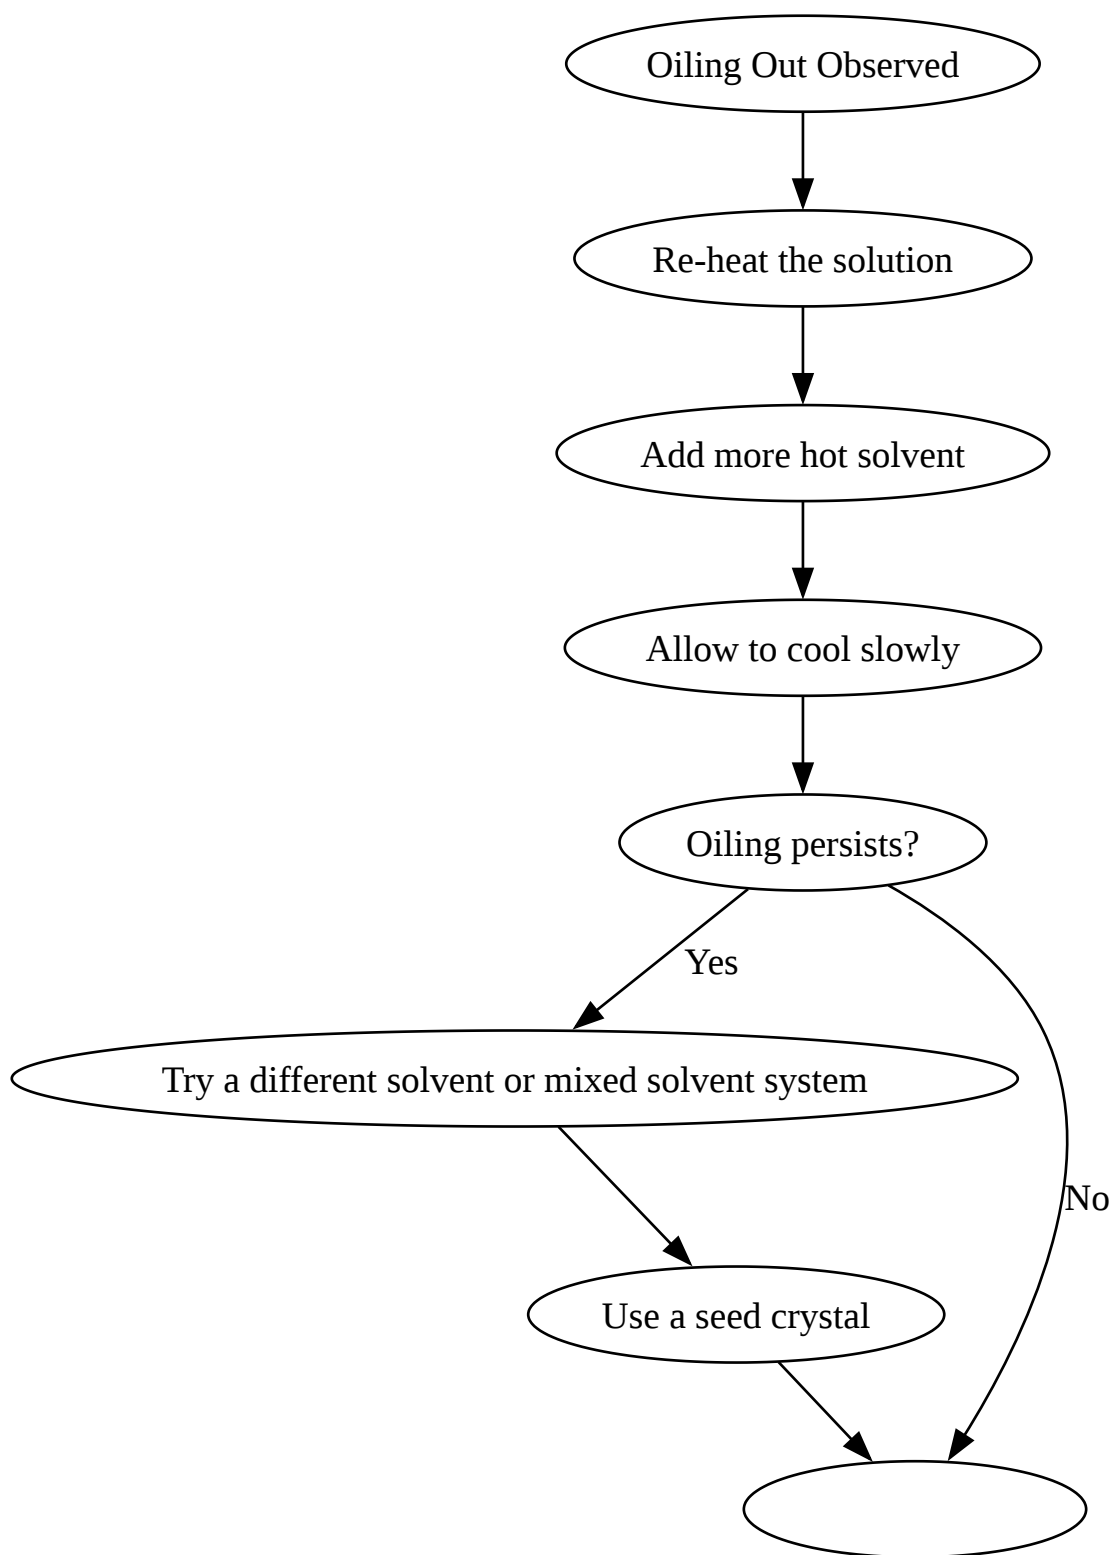 Oiling Out Observed
Re-heat the solution
Add more hot solvent
Allow to cool slowly
Oiling persists?
Yes
Try a different solvent or mixed solvent system
No
Use a seed crystal